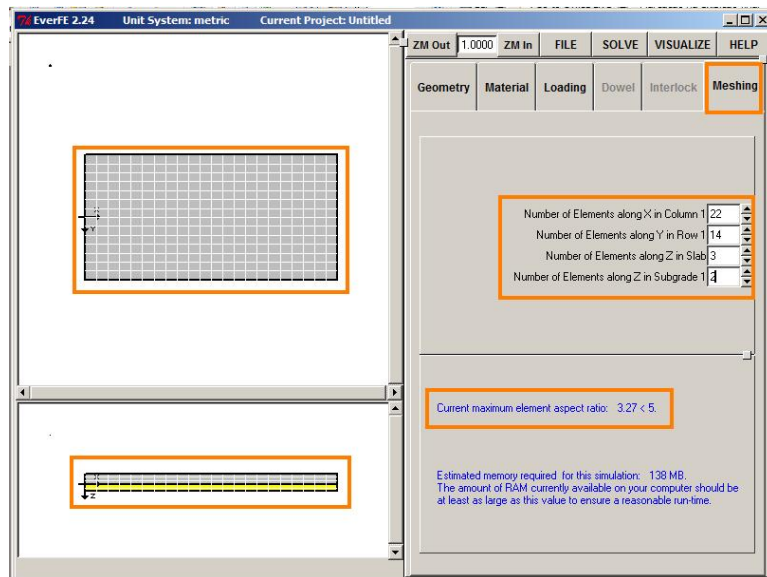 EverFE 2.24 Unit System: metric Current Project: Untitled
ZM Out 1.0000 ZM In FILE SOLVE VISUALIZE HELP
Geometry Material Loading Dowel Interlock Meshing
Number of Elements along X in Column 1 22
Number of Elements along Y in Row 1 14
Number of Elements along Z in Slab 3
Number of Elements along Z in Subgrade 1 2
Y
Current maximum element aspect ratio: 3.27 < 5.
Estimated memory required for this simulation: 138 MB.
The amount of RAM currently available on your computer should be
at least as large as this value to ensure a reasonable run-time.
Z